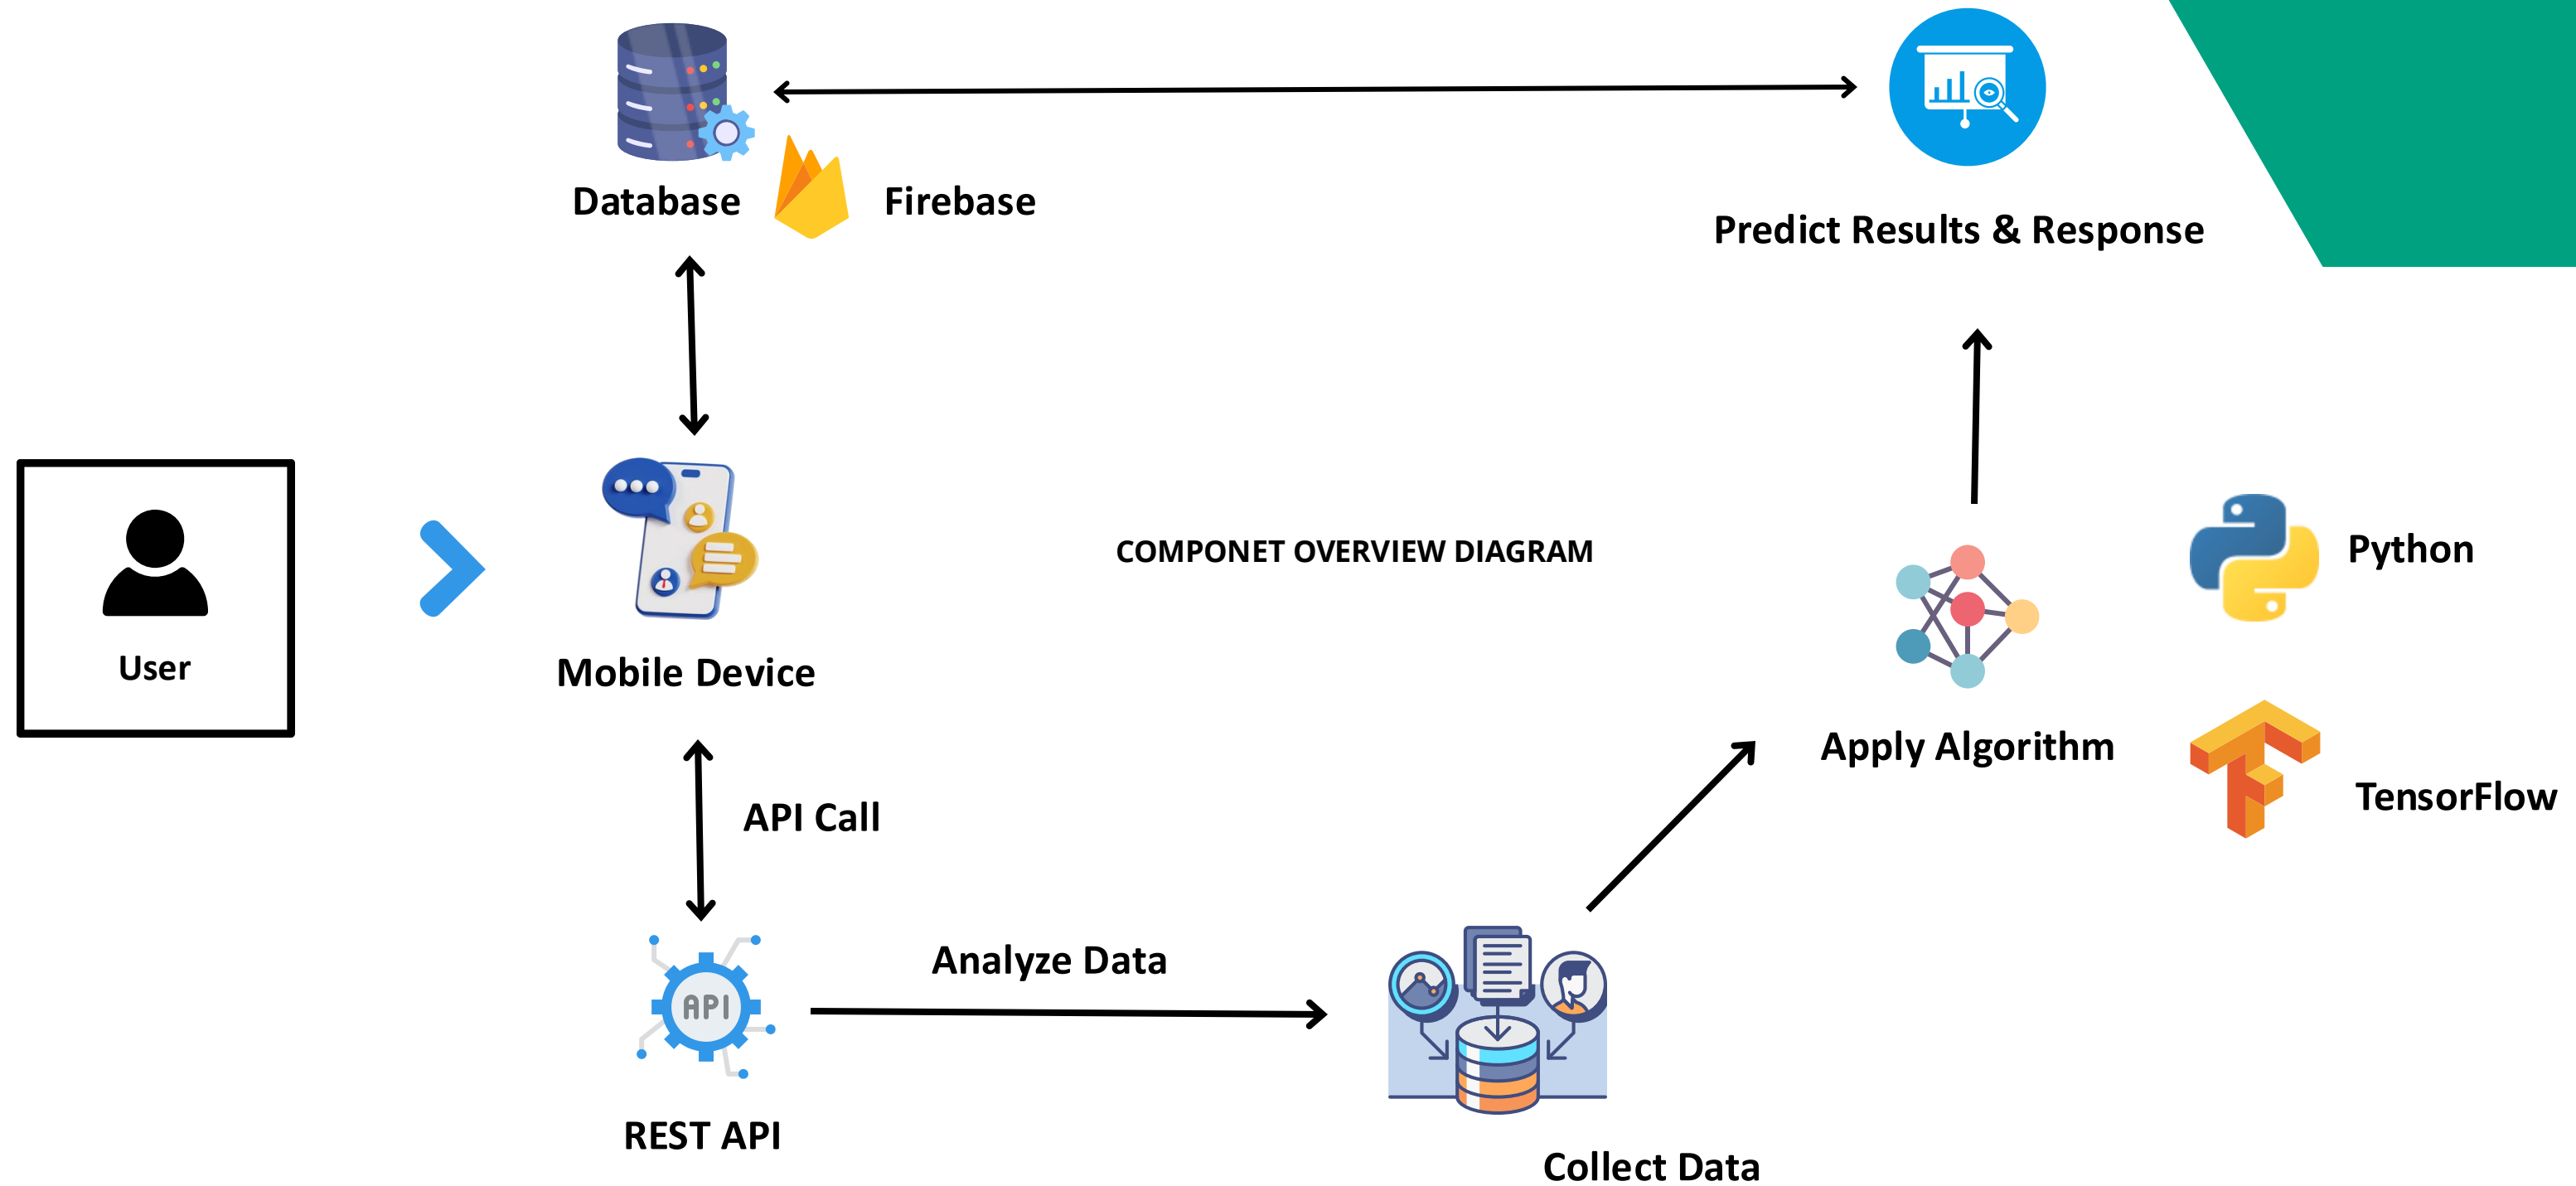 Database
Firebase
Predict Results & Response
User
Mobile Device
COMPONET OVERVIEW DIAGRAM
Python
Apply Algorithm
TensorFlow
API Call
Analyze Data
API
REST API
Collect Data